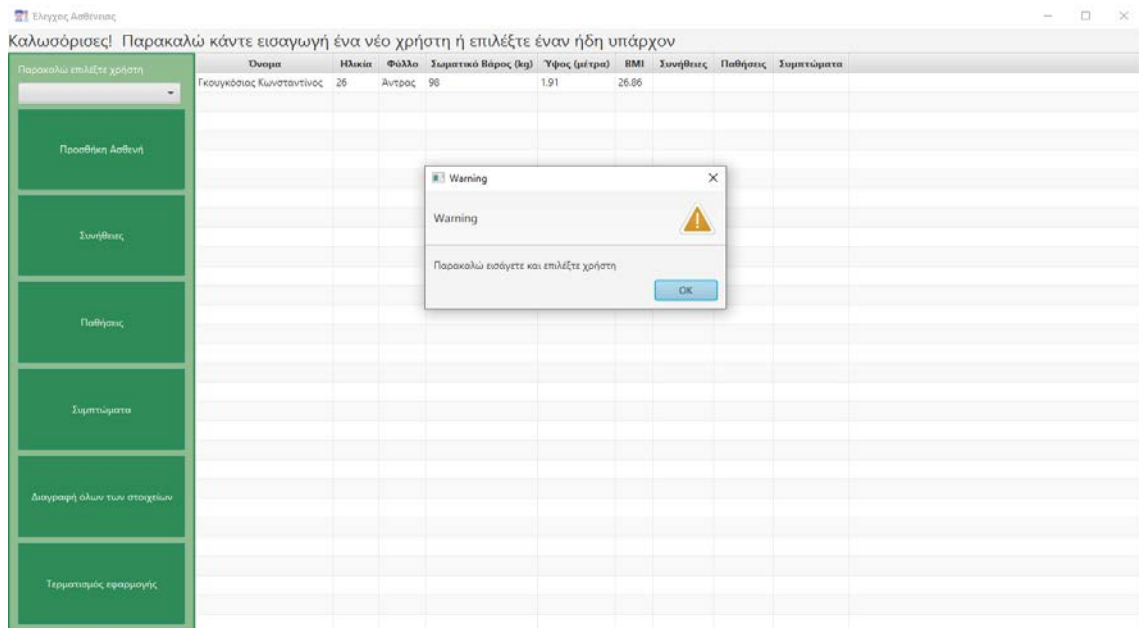 Έλεγχος Ασθένειας
Καλωσόρισες! Παρακαλώ κάντε εισαγωγή ένα νέο χρήστη ή επιλέξτε έναν ήδη υπάρχον
Παρακαλώ επιλέξτε χρήστη
Όνομα Ηλικία Φύλλο Σωματικό Βάρος (kg) Ύψος (μέτρα) BMI Συνήθειες Παθήσεις Συμπτώματα
Γκουγκόσιας Κωνσταντίνος 26 Άντρας 98 1.91 26.86
Προσθήκη Ασθενή
Συνήθειες
Παθήσεις
Συμπτώματα
Διαγραφή όλων των στοιχείων
Τερματισμός εφαρμογής
Warning
Warning
Παρακαλώ εισάγετε και επιλέξτε χρήστη
OK